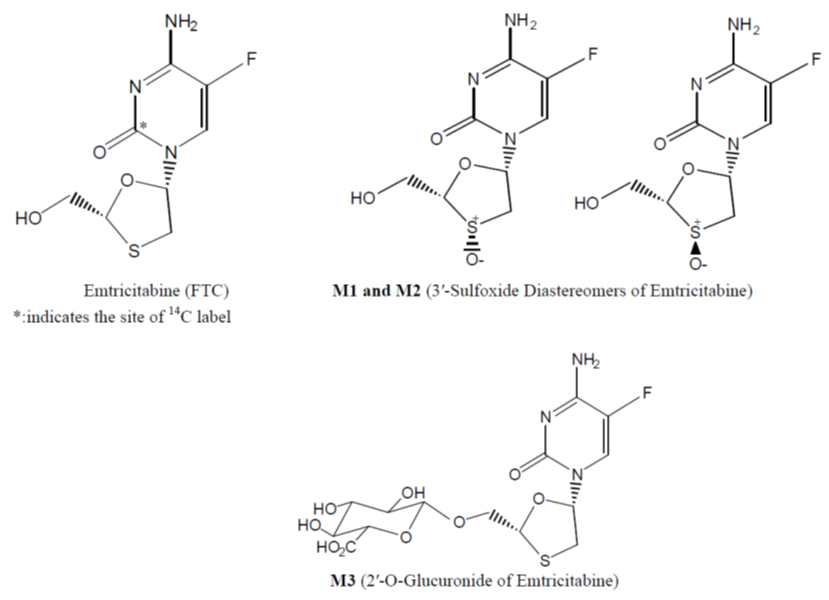 NH2
F
N
*
O
N
O
HO
S
Emtricitabine (FTC)
*:indicates the site of 14C label
NH2
F
N
O
N
O
HO
S+
O-
NH2
F
N
O
N
O
HO
S+
O-
M1 and M2 (3′-Sulfoxide Diastereomers of Emtricitabine)
NH2
F
N
O
N
O
S
O
OH
HO
HO
HO2C
O
M3 (2′-O-Glucuronide of Emtricitabine)